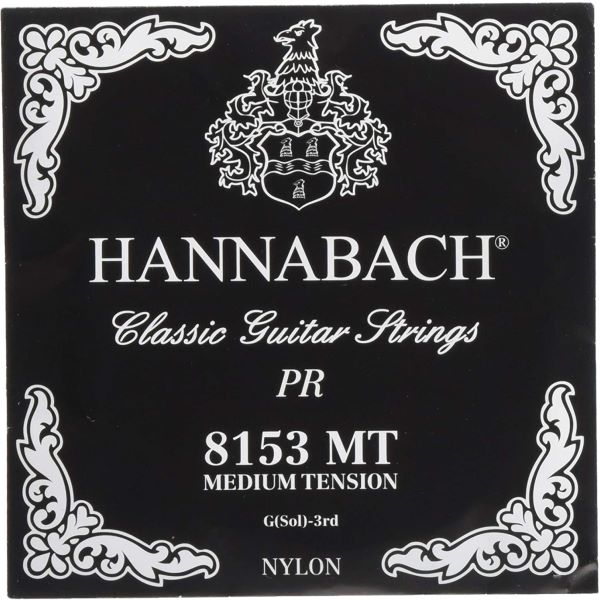 HANNABACH®
Classic Guitar Strings
PR
8153 MT
MEDIUM TENSION
G(Sol)-3rd
NYLON